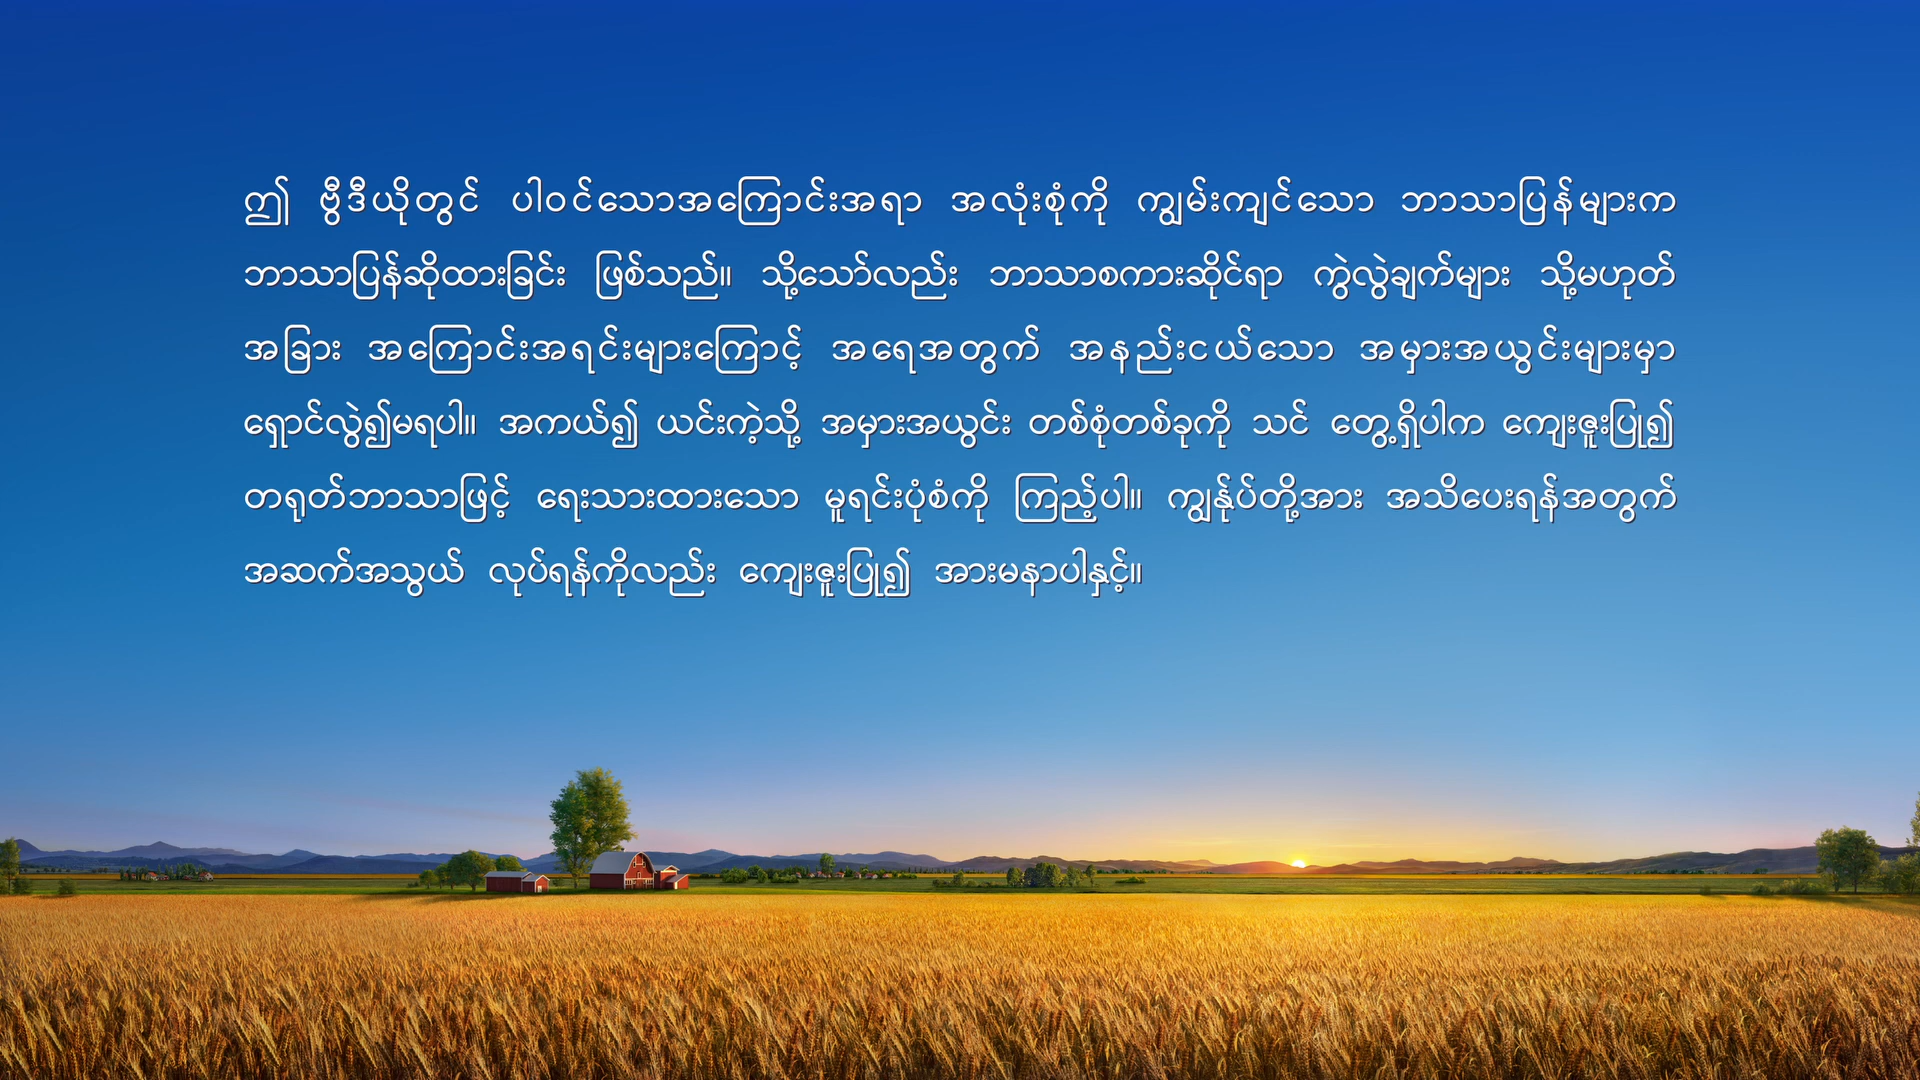 ဤ ဗွီဒီယိုတွင် ပါဝင်သောအကြောင်းအရာ အလုံးစုံကို ကျွမ်းကျင်သော ဘာသာပြန်များက
ဘာသာပြန်ဆိုထားခြင်း ဖြစ်သည်။ သို့သော်လည်း ဘာသာစကားဆိုင်ရာ ကွဲလွဲချက်များ သို့မဟုတ်
အခြား အကြောင်းအရင်းများကြောင့် အရေအတွက် အနည်းငယ်သော အမှားအယွင်းများမှာ
ရှောင်လွဲ၍မရပါ။ အကယ်၍ ယင်းကဲ့သို့ အမှားအယွင်း တစ်စုံတစ်ခုကို သင် တွေ့ရှိပါက ကျေးဇူးပြု၍
တရုတ်ဘာသာဖြင့် ရေးသားထားသော မူရင်းပုံစံကို ကြည့်ပါ။ ကျွန်ုပ်တို့အား အသိပေးရန်အတွက်
အဆက်အသွယ် လုပ်ရန်ကိုလည်း ကျေးဇူးပြု၍ အားမနာပါနှင့်။